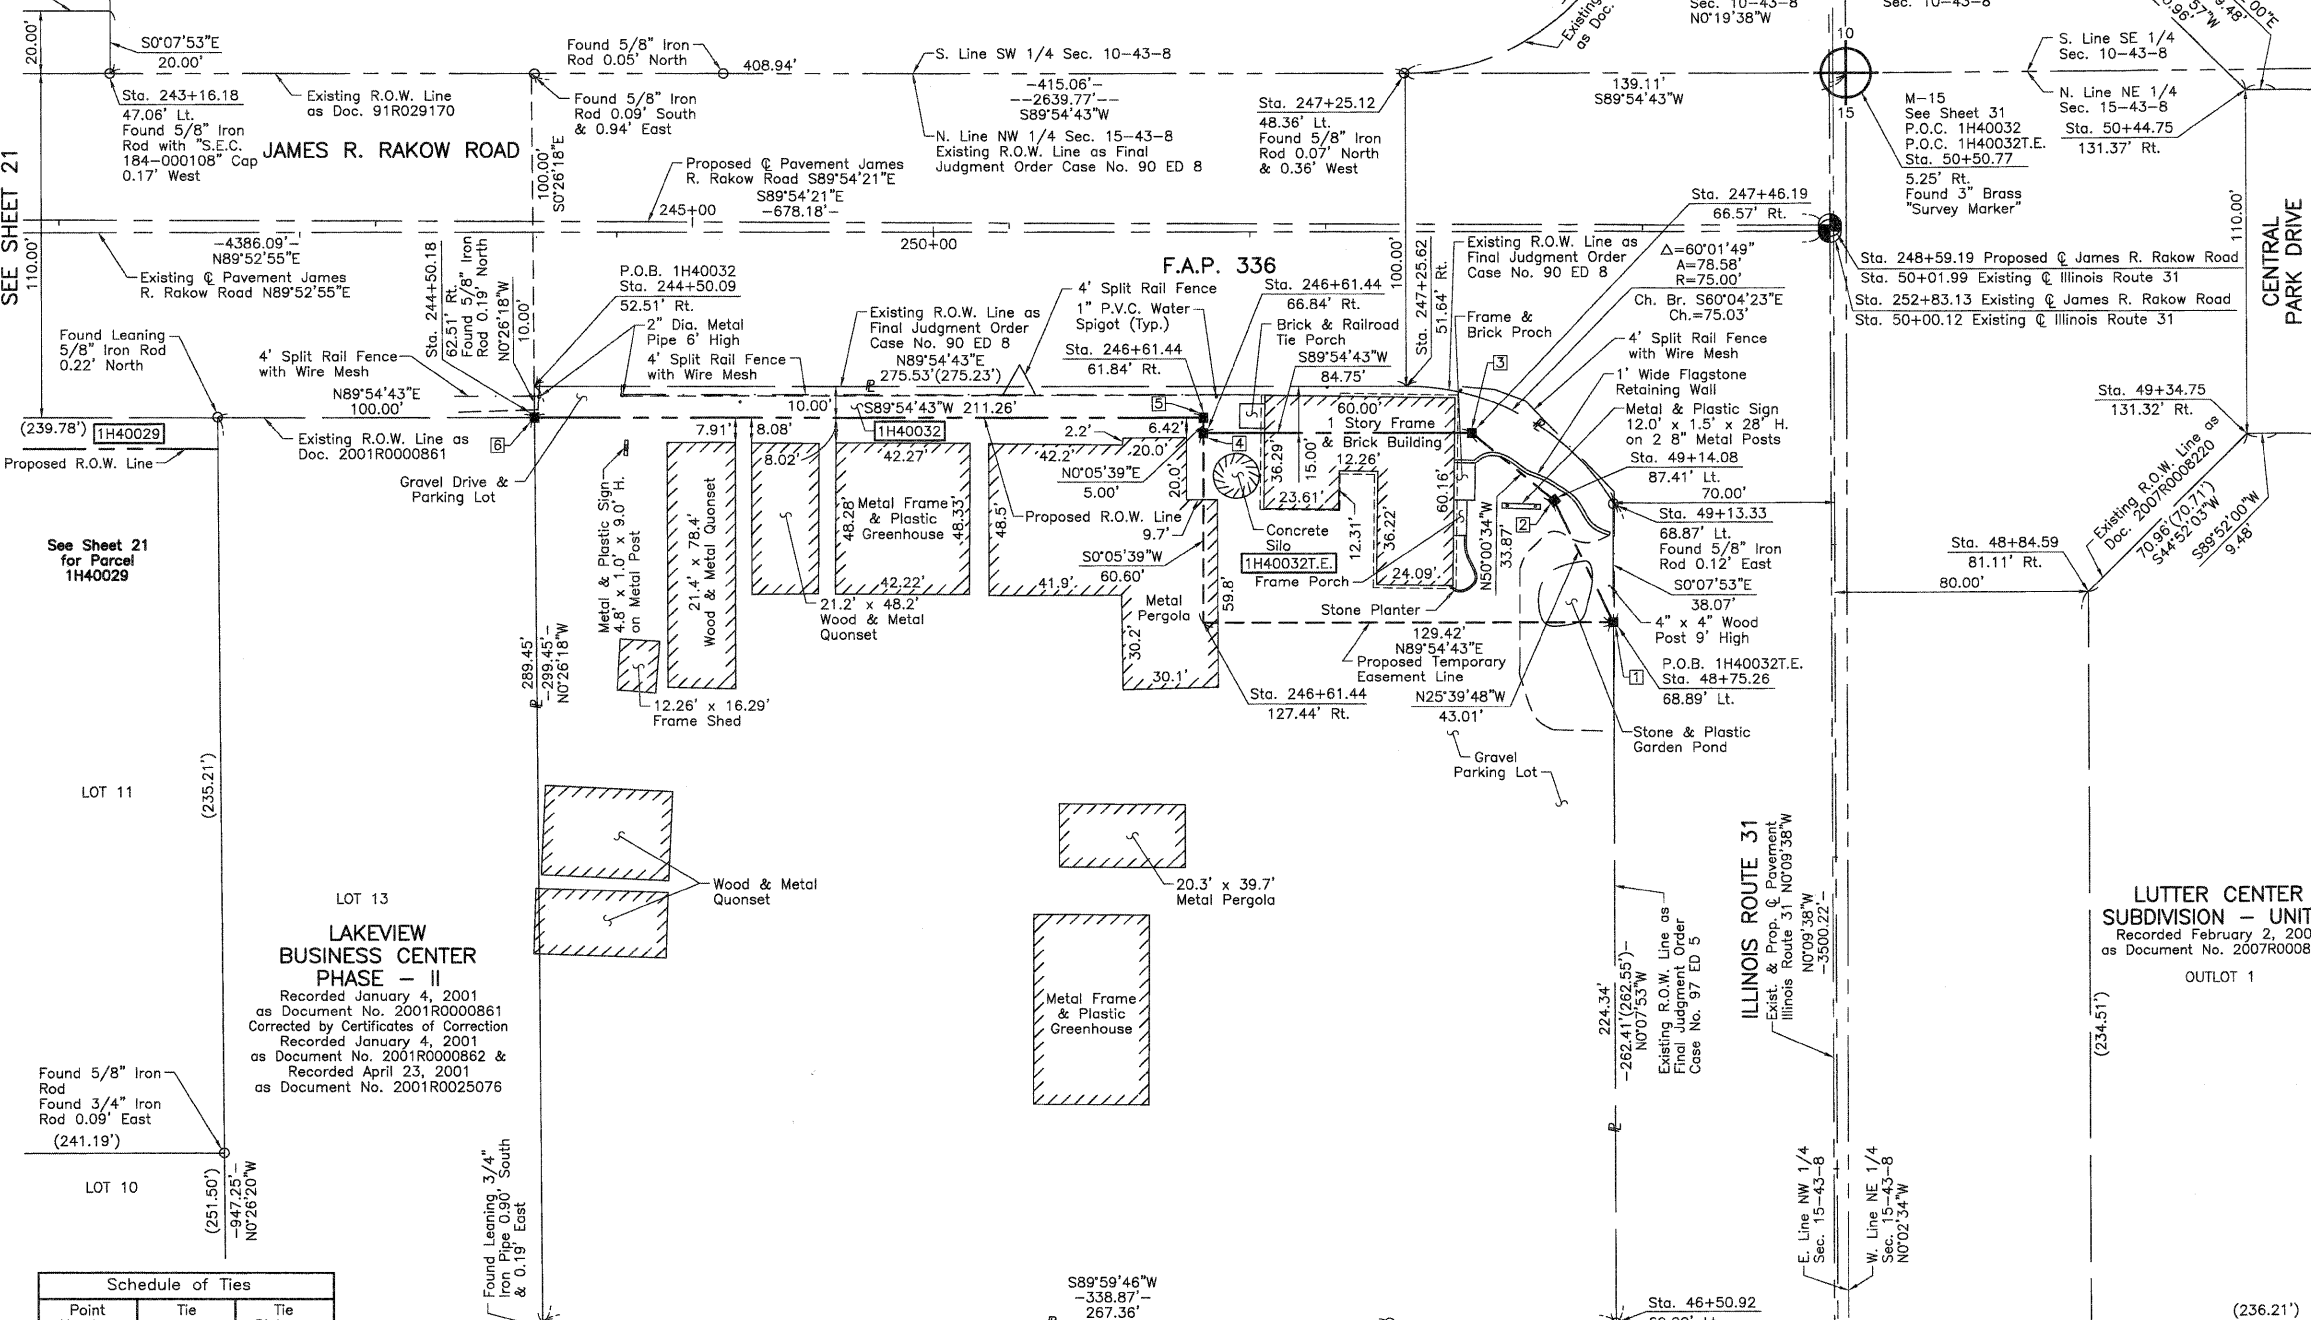 20.00'
S0°07'53"E
20.00'
Sta. 243+16.18
47.06' Lt.
Found 5/8" Iron
Rod with "S.E.C.
184-000108" Cap
0.17' West
SEE SHEET 21
110.00'
Existing R.O.W. Line
as Doc. 91R029170
JAMES R. RAKOW ROAD
Found 5/8" Iron
Rod 0.05' North
408.94'
Found 5/8" Iron
Rod 0.09' South
& 0.94' East
100.00'
S0°26'18"E
S. Line SW 1/4 Sec. 10-43-8
-415.06'-
--2639.77'--
S89°54'43"W
N. Line NW 1/4 Sec. 15-43-8
Existing R.O.W. Line as Final
Judgment Order Case No. 90 ED 8
Proposed ℄ Pavement James
R. Rakow Road S89°54'21"E
S89°54'21"E
-678.18'-
245+00
250+00
Sta. 247+25.12
48.36' Lt.
Found 5/8" Iron
Rod 0.07' North
& 0.36' West
Existing
as Doc.
Sec. 10-43-8
N0°19'38"W
Sec. 10-43-8
139.11'
S89°54'43"W
10
15
S. Line SE 1/4
Sec. 10-43-8
N. Line NE 1/4
Sec. 15-43-8
M-15
See Sheet 31
P.O.C. 1H40032
P.O.C. 1H40032T.E.
Sta. 50+50.77
5.25' Rt.
Found 3" Brass
"Survey Marker"
Sta. 50+44.75
131.37' Rt.
110.00'
CENTRAL
PARK DRIVE
Sta. 247+46.19
66.57' Rt.
Sta. 248+59.19 Proposed ℄ James R. Rakow Road
Sta. 50+01.99 Existing ℄ Illinois Route 31
Sta. 252+83.13 Existing ℄ James R. Rakow Road
Sta. 50+00.12 Existing ℄ Illinois Route 31
-4386.09'-
N89°52'55"E
Existing ℄ Pavement James
R. Rakow Road N89°52'55"E
Sta. 244+50.18
62.51' Rt.
Found 5/8" Iron
Rod 0.19' North
N0°26'18"W
10.00'
P.O.B. 1H40032
Sta. 244+50.09
52.51' Rt.
2" Dia. Metal
Pipe 6' High
4' Split Rail Fence
with Wire Mesh
Existing R.O.W. Line as
Final Judgment Order
Case No. 90 ED 8
N89°54'43"E
275.53'(275.23')
F.A.P. 336
4' Split Rail Fence
1" P.V.C. Water
Spigot (Typ.)
Sta. 246+61.44
61.84' Rt.
Sta. 246+61.44
66.84' Rt.
Brick & Railroad
Tie Porch
S89°54'43"W
84.75'
100.00'
Sta. 247+25.62
51.64' Rt.
Existing R.O.W. Line as
Final Judgment Order
Case No. 90 ED 8
Frame &
Brick Proch
3
△=60°01'49"
A=78.58'
R=75.00'
Ch. Br. S60°04'23"E
Ch.=75.03'
4' Split Rail Fence
with Wire Mesh
1' Wide Flagstone
Retaining Wall
Metal & Plastic Sign
12.0' x 1.5' x 28' H.
on 2 8" Metal Posts
Sta. 49+14.08
87.41' Lt.
70.00'
Sta. 49+13.33
68.87' Lt.
Found 5/8" Iron
Rod 0.12' East
S0°07'53"E
38.07'
4" x 4" Wood
Post 9' High
P.O.B. 1H40032T.E.
Sta. 48+75.26
68.89' Lt.
1
2
Stone & Plastic
Garden Pond
Found Leaning
5/8" Iron Rod
0.22' North
4' Split Rail Fence
with Wire Mesh
N89°54'43"E
100.00'
(239.78')
1H40029
Proposed R.O.W. Line
Existing R.O.W. Line as
Doc. 2001R0000861
6
Gravel Drive &
Parking Lot
See Sheet 21
for Parcel
1H40029
10.00'
S89°54'43"W 211.26'
1H40032
5
4
7.91'
8.08'
8.02'
42.27'
2.2'
42.2'
20.0'
6.42'
20.0'
N0°05'39"E
5.00'
Proposed R.O.W. Line
9.7'
S0°05'39"W
60.60'
Metal & Plastic Sign
4.8' x 1.0' x 9.0' H.
on Metal Post
21.4' x 78.4'
Wood & Metal Quonset
48.28'
Metal Frame
& Plastic
Greenhouse
48.33'
48.5'
42.22'
41.9'
21.2' x 48.2'
Wood & Metal
Quonset
Metal
Pergola
59.8'
30.2'
30.1'
60.00'
1 Story Frame
& Brick Building
36.29'
15.00'
12.26'
23.61'
12.31'
36.22'
60.16'
24.09'
Concrete
Silo
1H40032T.E.
Frame Porch
Stone Planter
N50°00'34"W
33.87'
129.42'
N89°54'43"E
Proposed Temporary
Easement Line
Sta. 246+61.44
127.44' Rt.
N25°39'48"W
43.01'
Gravel
Parking Lot
12.26' x 16.29'
Frame Shed
289.45'
-299.45'-
N0°26'18"W
(235.21')
LOT 11
LOT 13
LAKEVIEW
BUSINESS CENTER
PHASE - II
Recorded January 4, 2001
as Document No. 2001R0000861
Corrected by Certificates of Correction
Recorded January 4, 2001
as Document No. 2001R0000862 &
Recorded April 23, 2001
as Document No. 2001R0025076
Wood & Metal
Quonset
20.3' x 39.7'
Metal Pergola
Metal Frame
& Plastic
Greenhouse
Found 5/8" Iron
Rod
Found 3/4" Iron
Rod 0.09' East
(241.19')
LOT 10
(251.50')
-947.25'-
N0°26'20"W
Found Leaning 3/4"
Iron Pipe 0.90' South
& 0.19' East
Schedule of Ties
Point
Tie
Tie
S89°59'46"W
-338.87'-
267.36'
224.34'
-262.41'(262.55')-
N0°07'53"W
Existing R.O.W. Line as
Final Judgment Order
Case No. 97 ED 5
ILLINOIS ROUTE 31
Exist. & Prop. ℄ Pavement
Illinois Route 31 N0°09'38"W
N0°09'38"W
-3500.22'-
E. Line NW 1/4
Sec. 15-43-8
W. Line NE 1/4
Sec. 15-43-8
N0°02'34"W
Sta. 46+50.92
Sta. 49+34.75
131.32' Rt.
Existing R.O.W. Line as
Doc. 2007R0008220
70.96'(70.71')
S44°52'03"W
S89°52'00"W
9.48'
Sta. 48+84.59
81.11' Rt.
80.00'
LUTTER CENTER
SUBDIVISION - UNIT
Recorded February 2, 200
as Document No. 2007R0008
OUTLOT 1
(234.51')
(236.21')